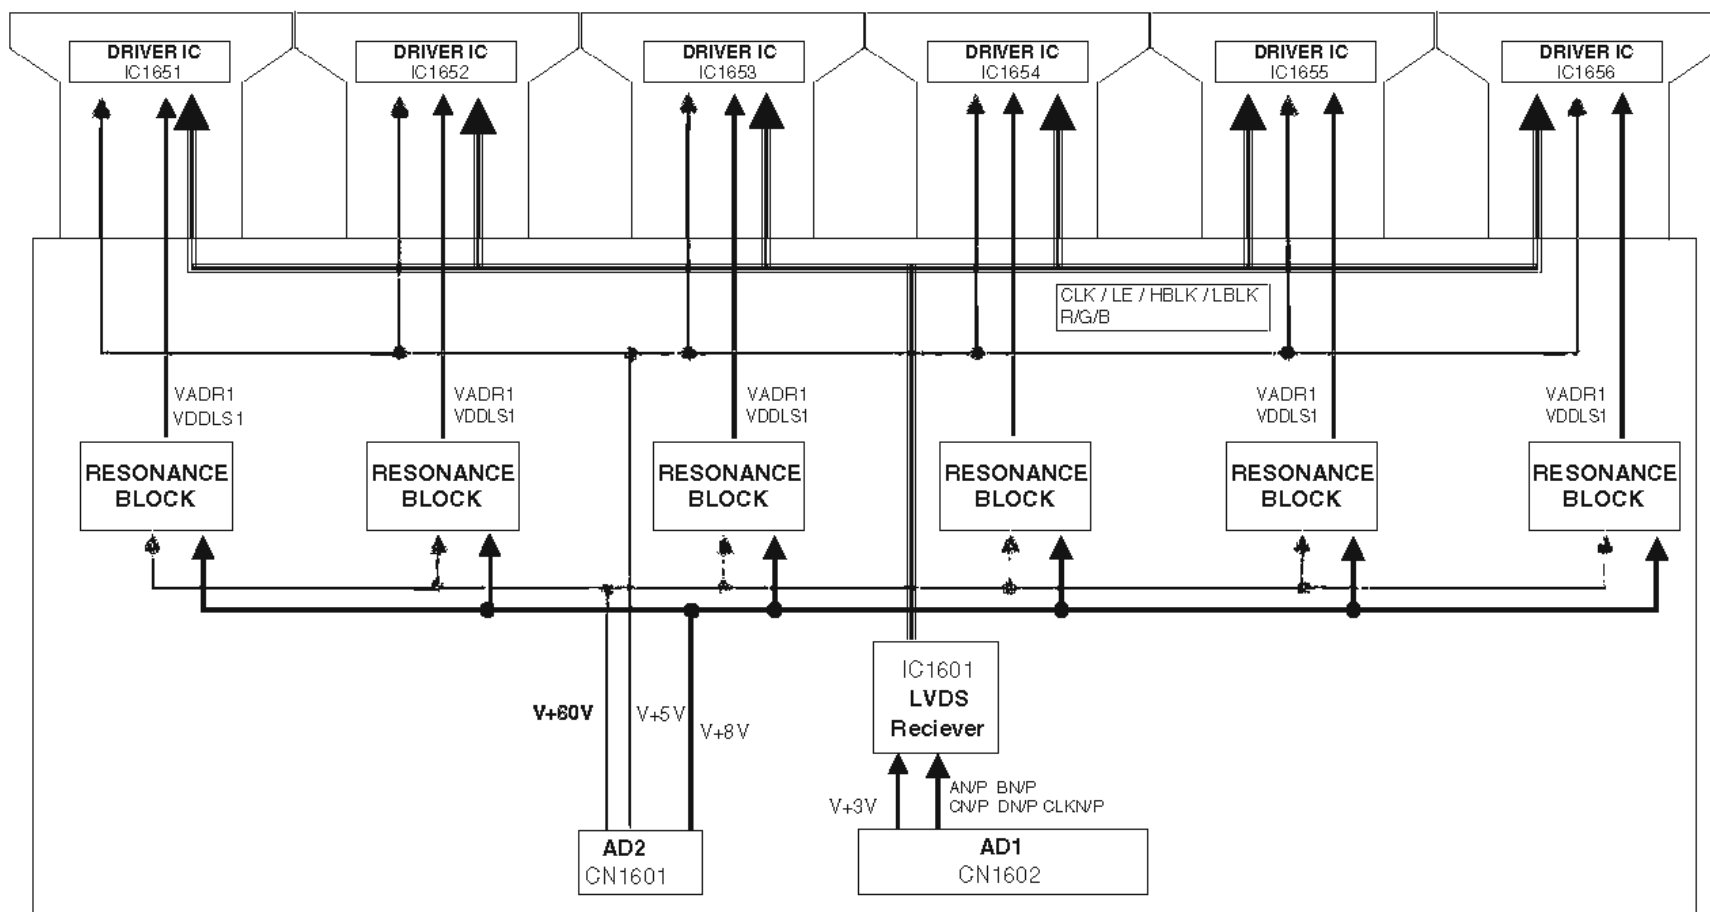 DRIVER IC
IC1651
DRIVER IC
IC1652
DRIVER IC
IC1653
DRIVER IC
IC1654
DRIVER IC
IC1655
DRIVER IC
IC1656
CLK / LE / HBLK / LBLK
R/G/B
VADR1
VDDLS1
VADR1
VDDLS1
VADR1
VDDLS1
VADR1
VDDLS1
VADR1
VDDLS1
RESONANCE
BLOCK
RESONANCE
BLOCK
RESONANCE
BLOCK
RESONANCE
BLOCK
RESONANCE
BLOCK
RESONANCE
BLOCK
IC1601
LVDS
Reciever
V+60V
V+5V
V+8V
V+3V
AN/P BN/P
CN/P DN/P CLKN/P
AD2
CN1601
AD1
CN1602